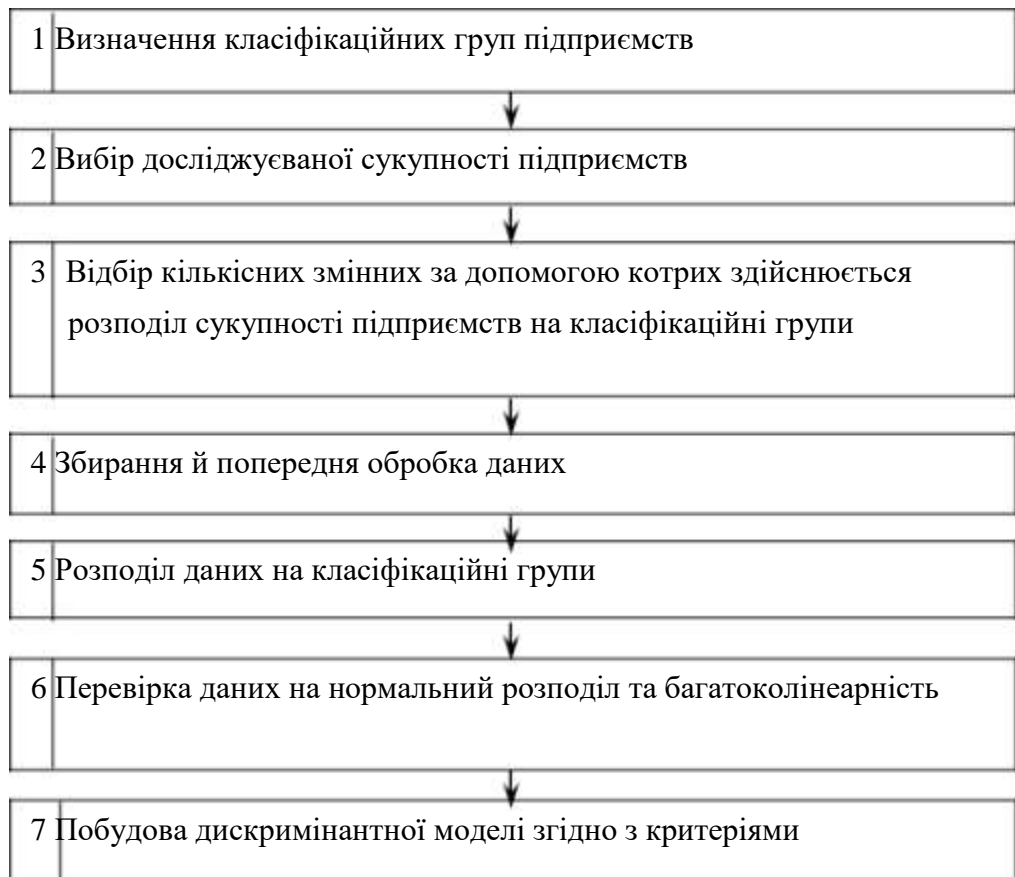 1 Визначення класіфікаційних груп підприємств
2 Вибір досліджуєваної сукупності підприємств
3 Відбір кількісних змінних за допомогою котрих здійснюється
розподіл сукупності підприємств на класіфікаційні групи
4 Збирання й попередня обробка даних
5 Розподіл даних на класіфікаційні групи
6 Перевірка даних на нормальний розподіл та багатоколінеарність
7 Побудова дискримінантної моделі згідно з критеріями